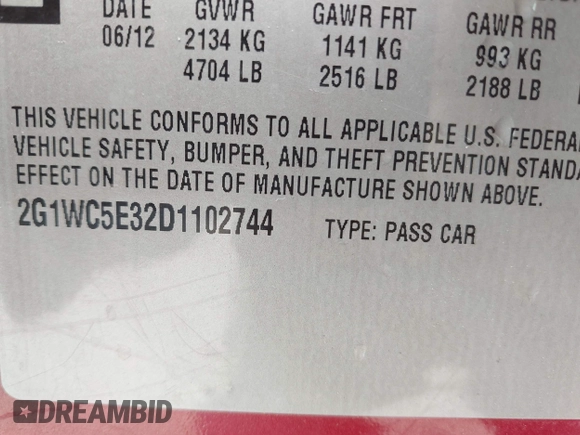 DATE GVWR GAWR FRT GAWR RR
06/12 2134 KG 1141 KG 993 KG
4704 LB 2516 LB 2188 LB
THIS VEHICLE CONFORMS TO ALL APPLICABLE U.S. FEDERA
VEHICLE SAFETY, BUMPER, AND THEFT PREVENTION STANDA
EFFECT ON THE DATE OF MANUFACTURE SHOWN ABOVE.
2G1WC5E32D1102744 TYPE: PASS CAR
DREAMBID